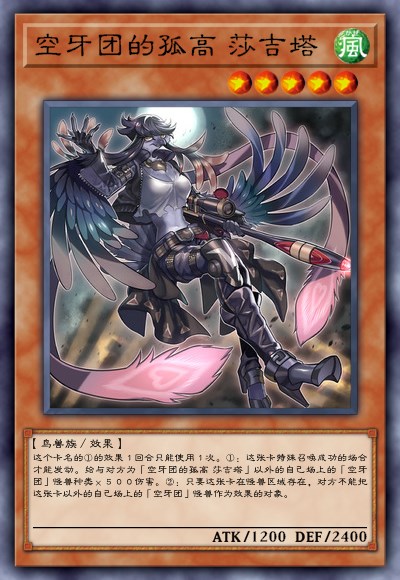 空牙团的孤高 莎吉塔
風
【鸟兽族/效果】
这个卡名的①的效果1回合只能使用1次。①：这张卡特殊召唤成功的场合
才能发动。给与对方为「空牙团的孤高 莎吉塔」以外的自己场上的「空牙
团」怪兽种类×500伤害。②：只要这张卡在怪兽区域存在，对方不能把
这张卡以外的自己场上的「空牙团」怪兽作为效果的对象。
ATK/1200 DEF/2400